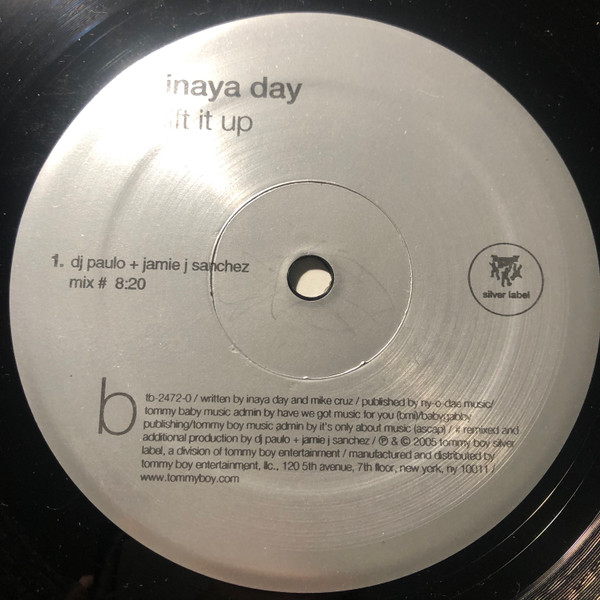 inaya day
lift it up
1. dj paulo + jamie j sanchez
mix # 8:20
silver label
b
tb-2472-0 / written by inaya day and mike cruz / published by ny-o-dae music/
tommy baby music admin by have we got music for you (bmi)/babygabby
publishing/tommy boy music admin by it's only about music (ascap) / # remixed and
additional production by dj paulo + jamie j sanchez / ℗ & © 2005 tommy boy silver
label, a division of tommy boy entertainment / manufactured and distributed by
tommy boy entertainment, llc., 120 5th avenue, 7th floor, new york, ny 10011 /
www.tommyboy.com